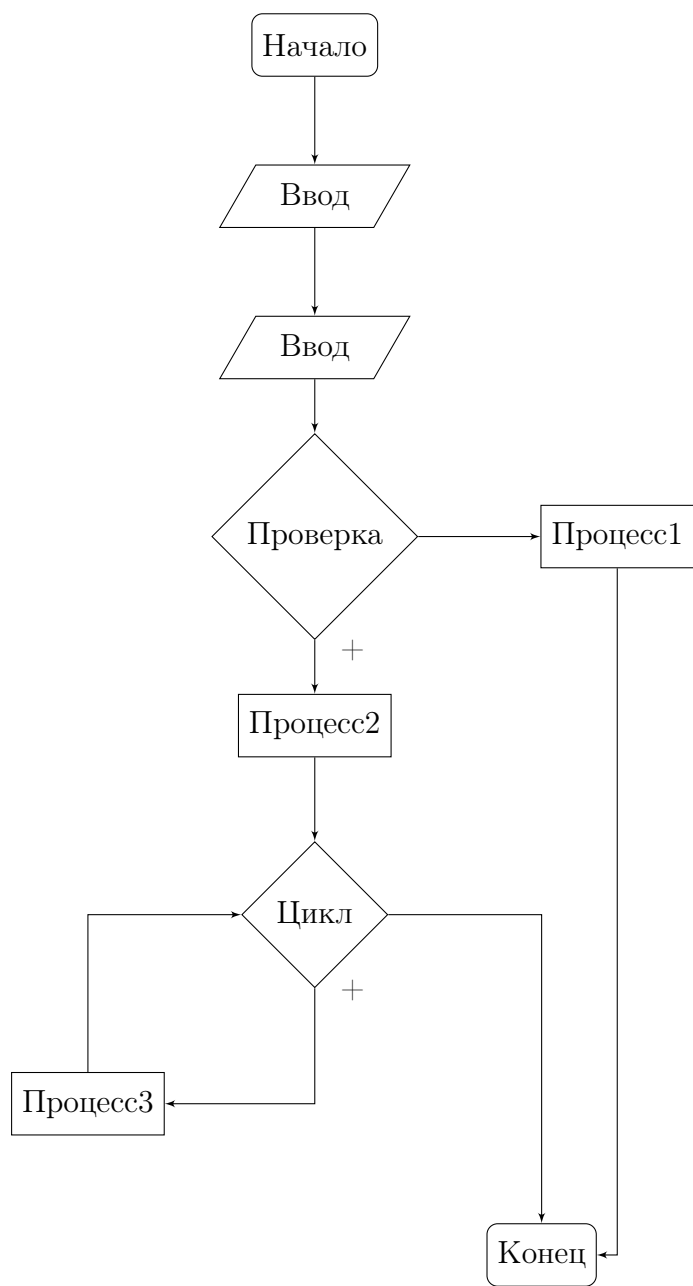 Начало
Ввод
Ввод
Проверка
Процесс1
+
Процесс2
Цикл
+
Процесс3
Конец